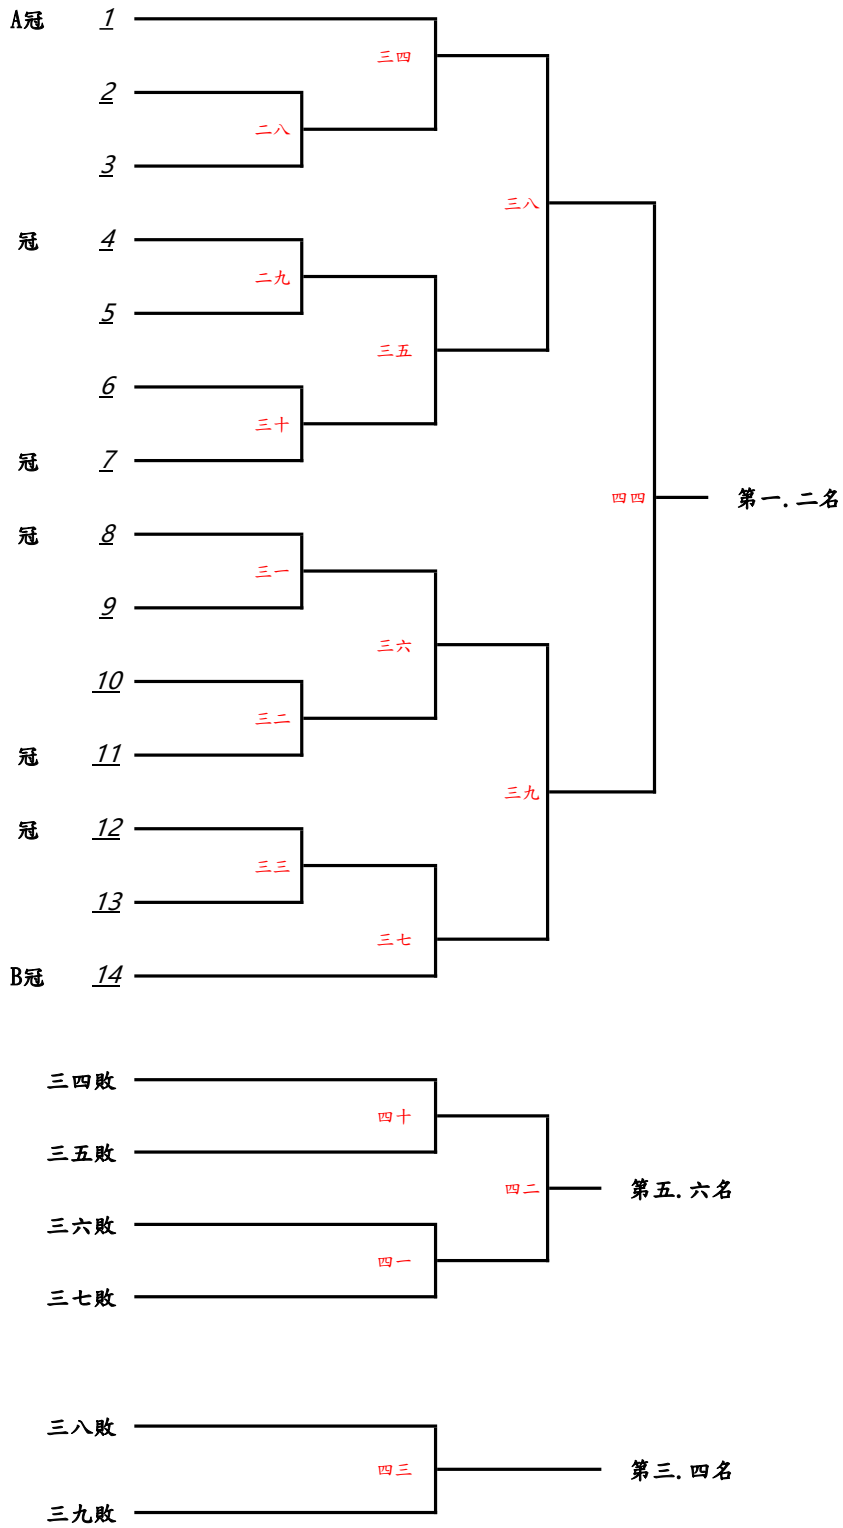 A冠 1
三四
2
二八
3
三八
冠 4
二九
5
三五
6
三十
冠 7
四四 第一.二名
冠 8
三一
9
三六
10
三二
冠 11
三九
冠 12
三三
13
三七
B冠 14
三四敗
四十
三五敗
四二 第五.六名
三六敗
四一
三七敗
三八敗
四三 第三.四名
三九敗